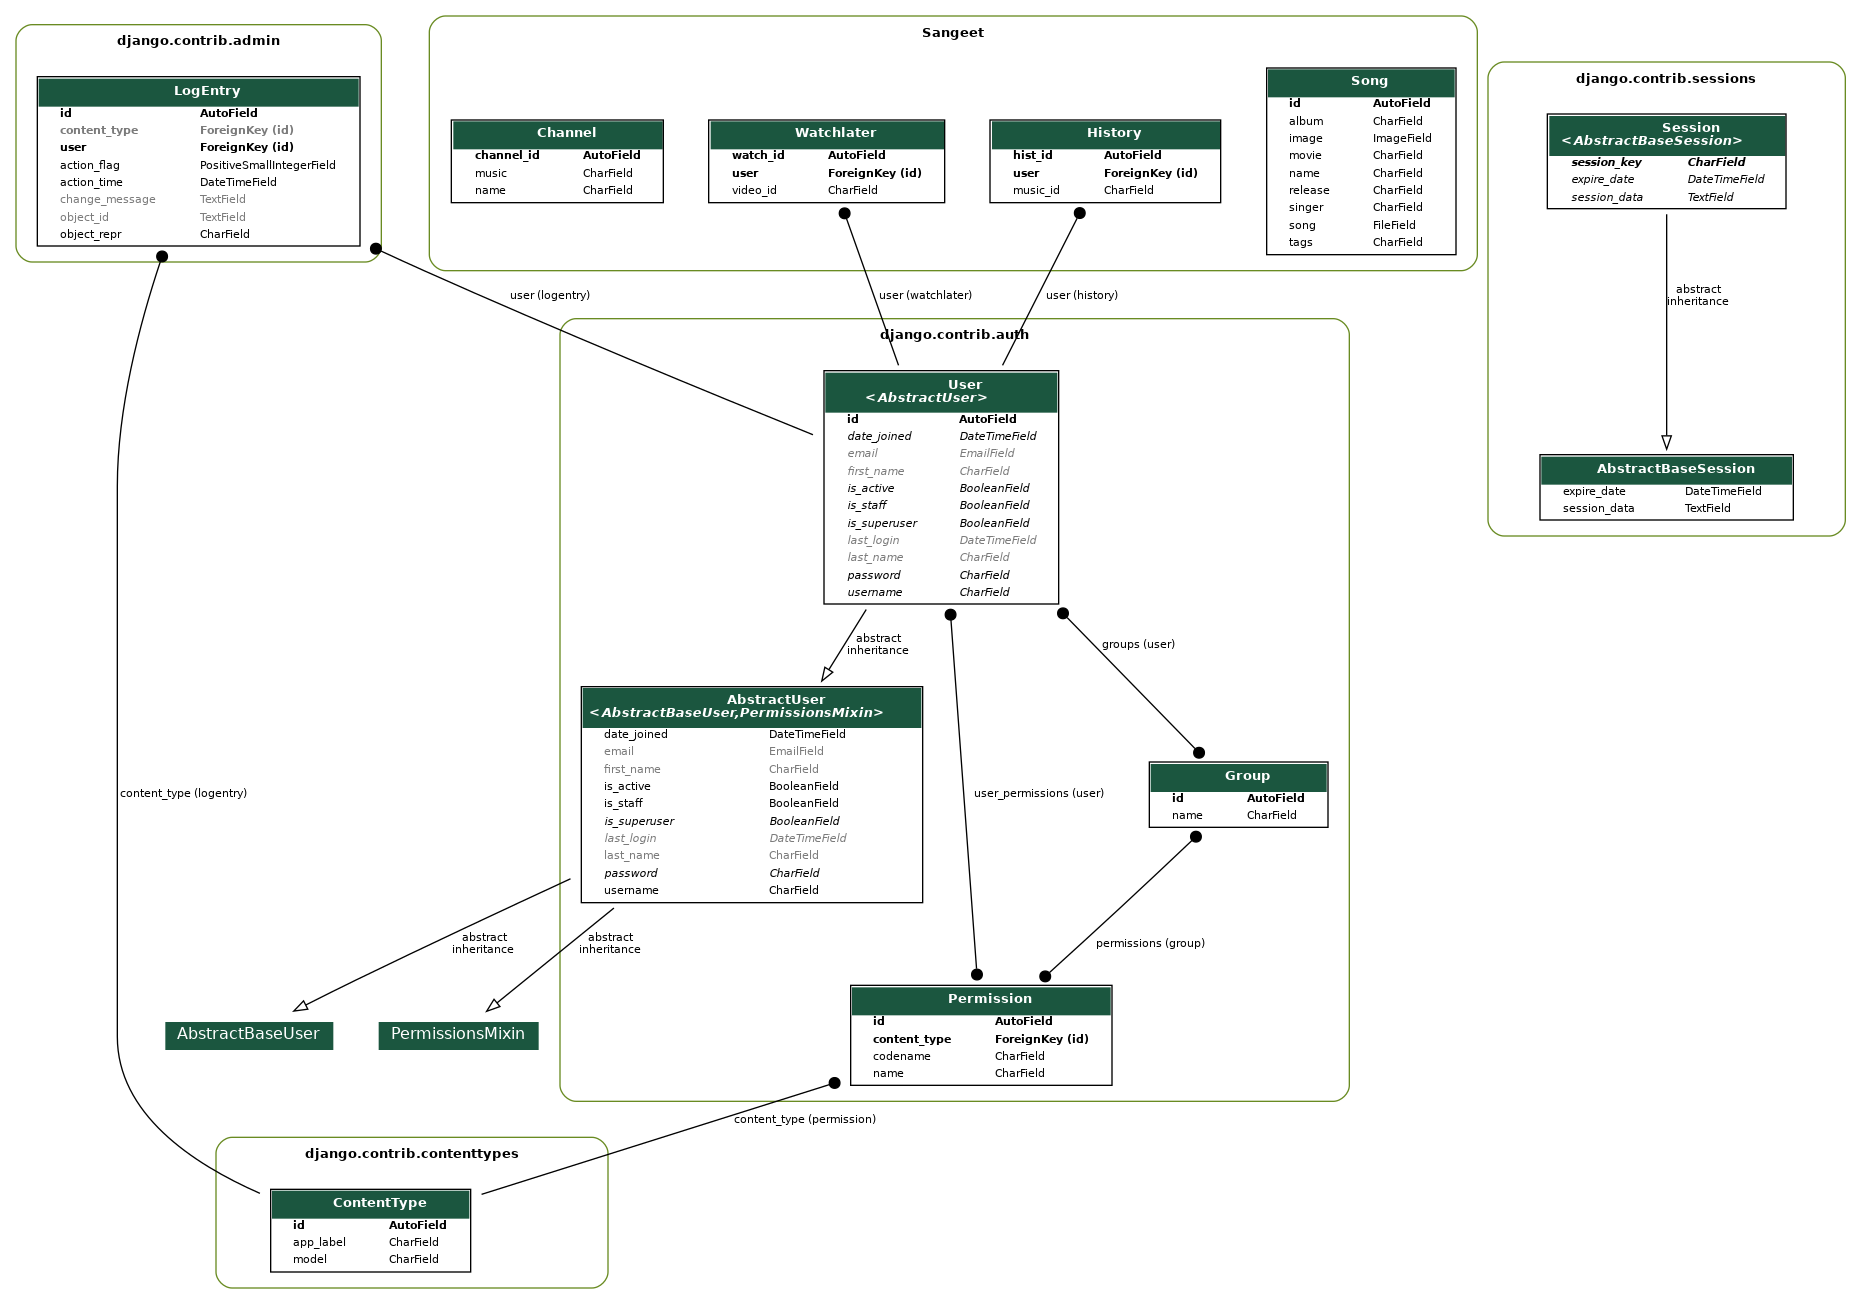 django.contrib.admin
LogEntry
id AutoField
content_type ForeignKey (id)
user ForeignKey (id)
action_flag PositiveSmallIntegerField
action_time DateTimeField
change_message TextField
object_id TextField
object_repr CharField
Sangeet
Channel
channel_id AutoField
music CharField
name CharField
Watchlater
watch_id AutoField
user ForeignKey (id)
video_id CharField
History
hist_id AutoField
user ForeignKey (id)
music_id CharField
Song
id AutoField
album CharField
image ImageField
movie CharField
name CharField
release CharField
singer CharField
song FileField
tags CharField
django.contrib.sessions
Session
<AbstractBaseSession>
session_key CharField
expire_date DateTimeField
session_data TextField
abstract
inheritance
AbstractBaseSession
expire_date DateTimeField
session_data TextField
user (logentry)
user (watchlater)
user (history)
django.contrib.auth
User
<AbstractUser>
id AutoField
date_joined DateTimeField
email EmailField
first_name CharField
is_active BooleanField
is_staff BooleanField
is_superuser BooleanField
last_login DateTimeField
last_name CharField
password CharField
username CharField
abstract
inheritance
groups (user)
AbstractUser
<AbstractBaseUser,PermissionsMixin>
date_joined DateTimeField
email EmailField
first_name CharField
is_active BooleanField
is_staff BooleanField
is_superuser BooleanField
last_login DateTimeField
last_name CharField
password CharField
username CharField
content_type (logentry)
user_permissions (user)
Group
id AutoField
name CharField
abstract
inheritance
abstract
inheritance
permissions (group)
AbstractBaseUser
PermissionsMixin
Permission
id AutoField
content_type ForeignKey (id)
codename CharField
name CharField
content_type (permission)
django.contrib.contenttypes
ContentType
id AutoField
app_label CharField
model CharField